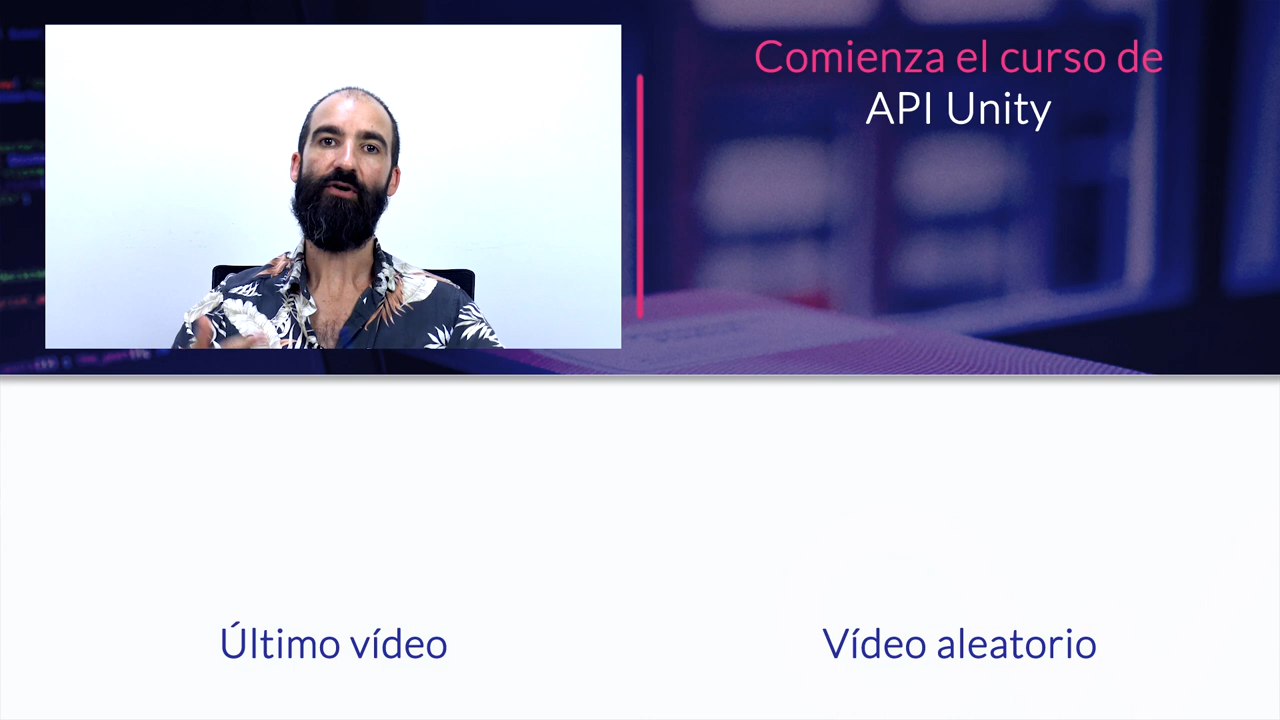 Comienza el curso de
API Unity
Último vídeo
Vídeo aleatorio